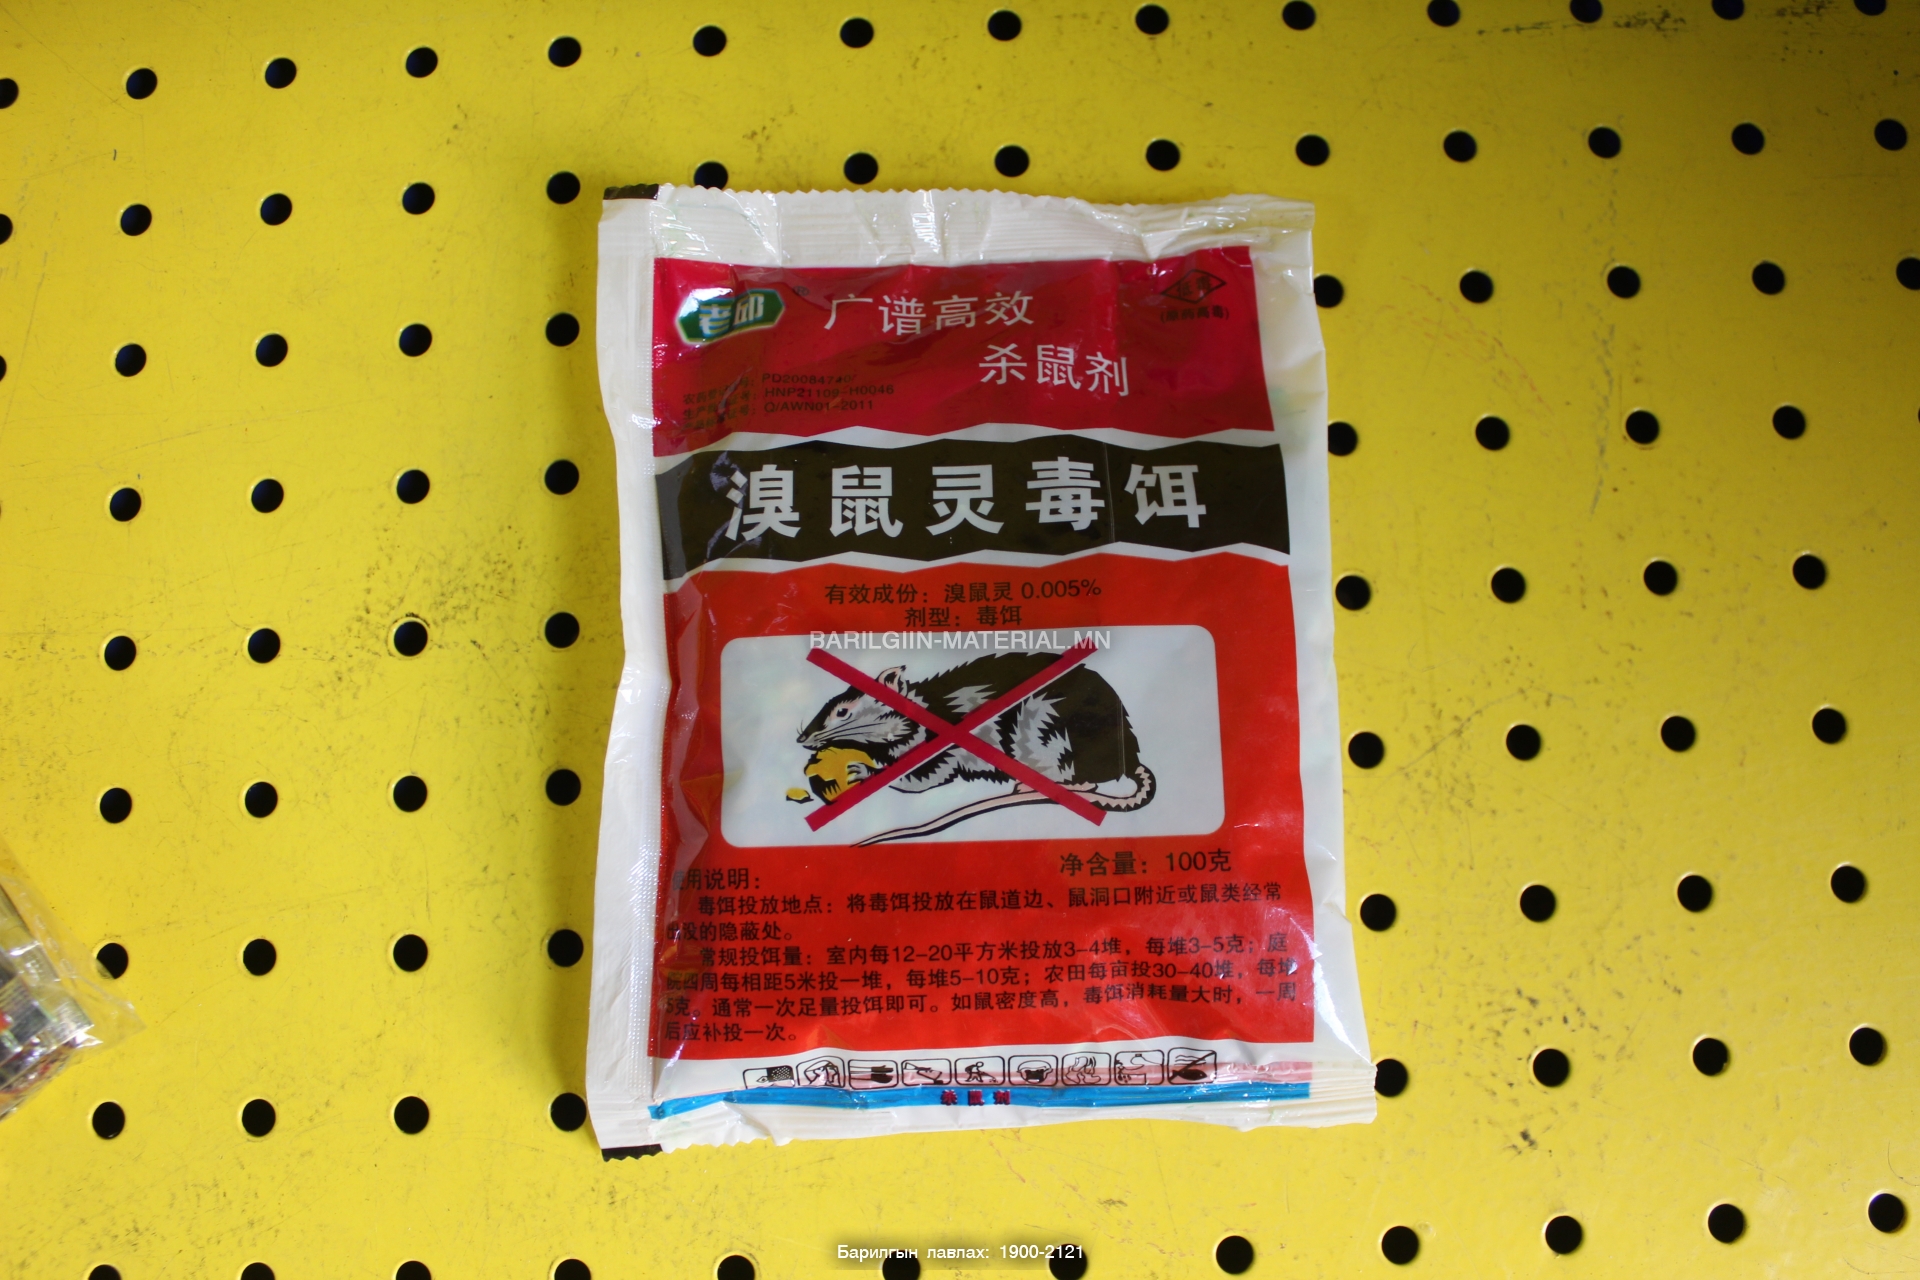 老邱
广谱高效
杀鼠剂
HNP21109-H0046
Q/AWN01-2011
溴鼠灵毒饵
有效成份：溴鼠灵 0.005%
剂型：毒饵
BARILGIIN-MATERIAL.MN
净含量：100克
用说明：
毒饵投放地点：将毒饵投放在鼠道边、鼠洞口附近或鼠类经常
没的隐蔽处。
常规投饵量：室内每12-20平方米投放3-4堆，每堆3-5克；庭
四周每相距5米投一堆，每堆5-10克；农田每亩投30-40堆，每堆
5克。通常一次足量投饵即可。如鼠密度高，毒饵消耗量大时，一周
后应补投一次。
杀鼠剂
Барилгын лавлах: 1900-2121